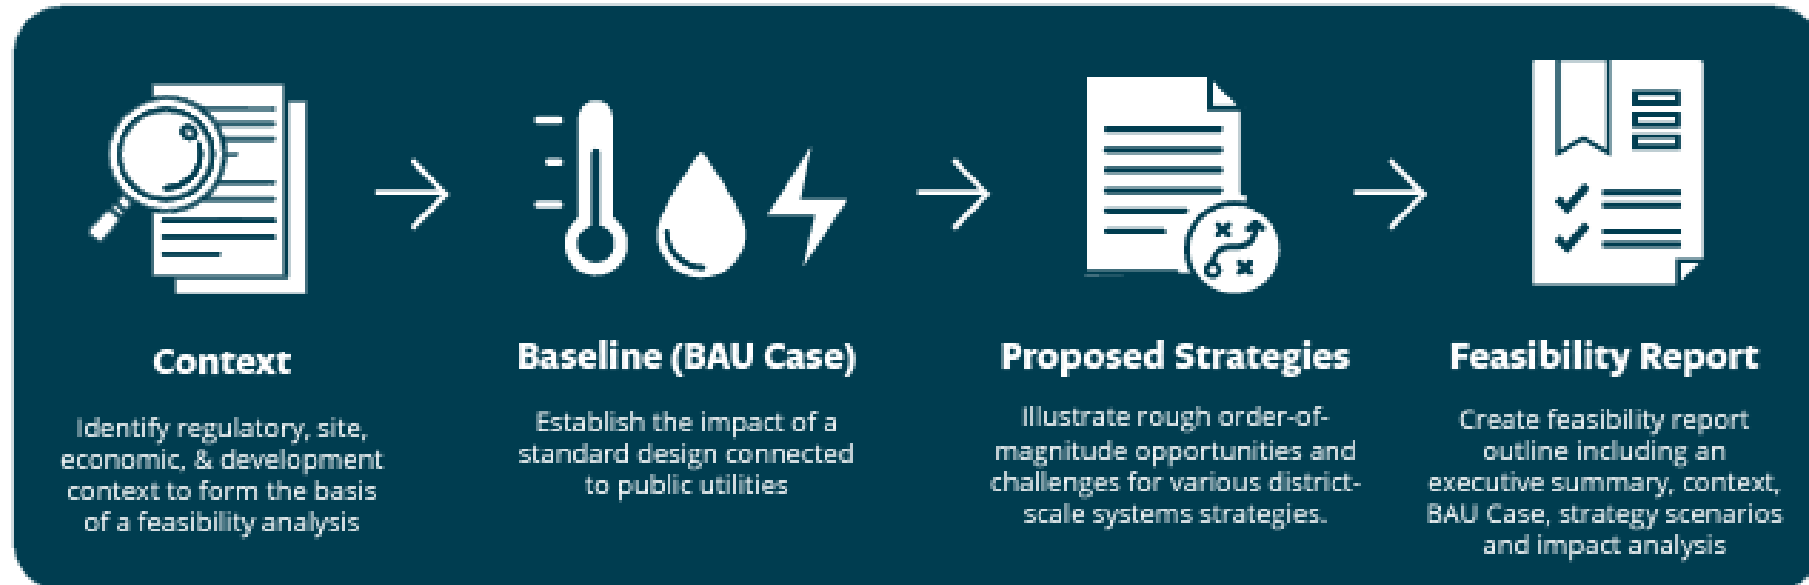 Context
Identify regulatory, site,
economic, & development
context to form the basis
of a feasibility analysis
Baseline (BAU Case)
Establish the impact of a
standard design connected
to public utilities
Proposed Strategies
Illustrate rough order-of-
magnitude opportunities and
challenges for various district-
scale systems strategies.
Feasibility Report
Create feasibility report
outline including an
executive summary, context,
BAU Case, strategy scenarios
and impact analysis